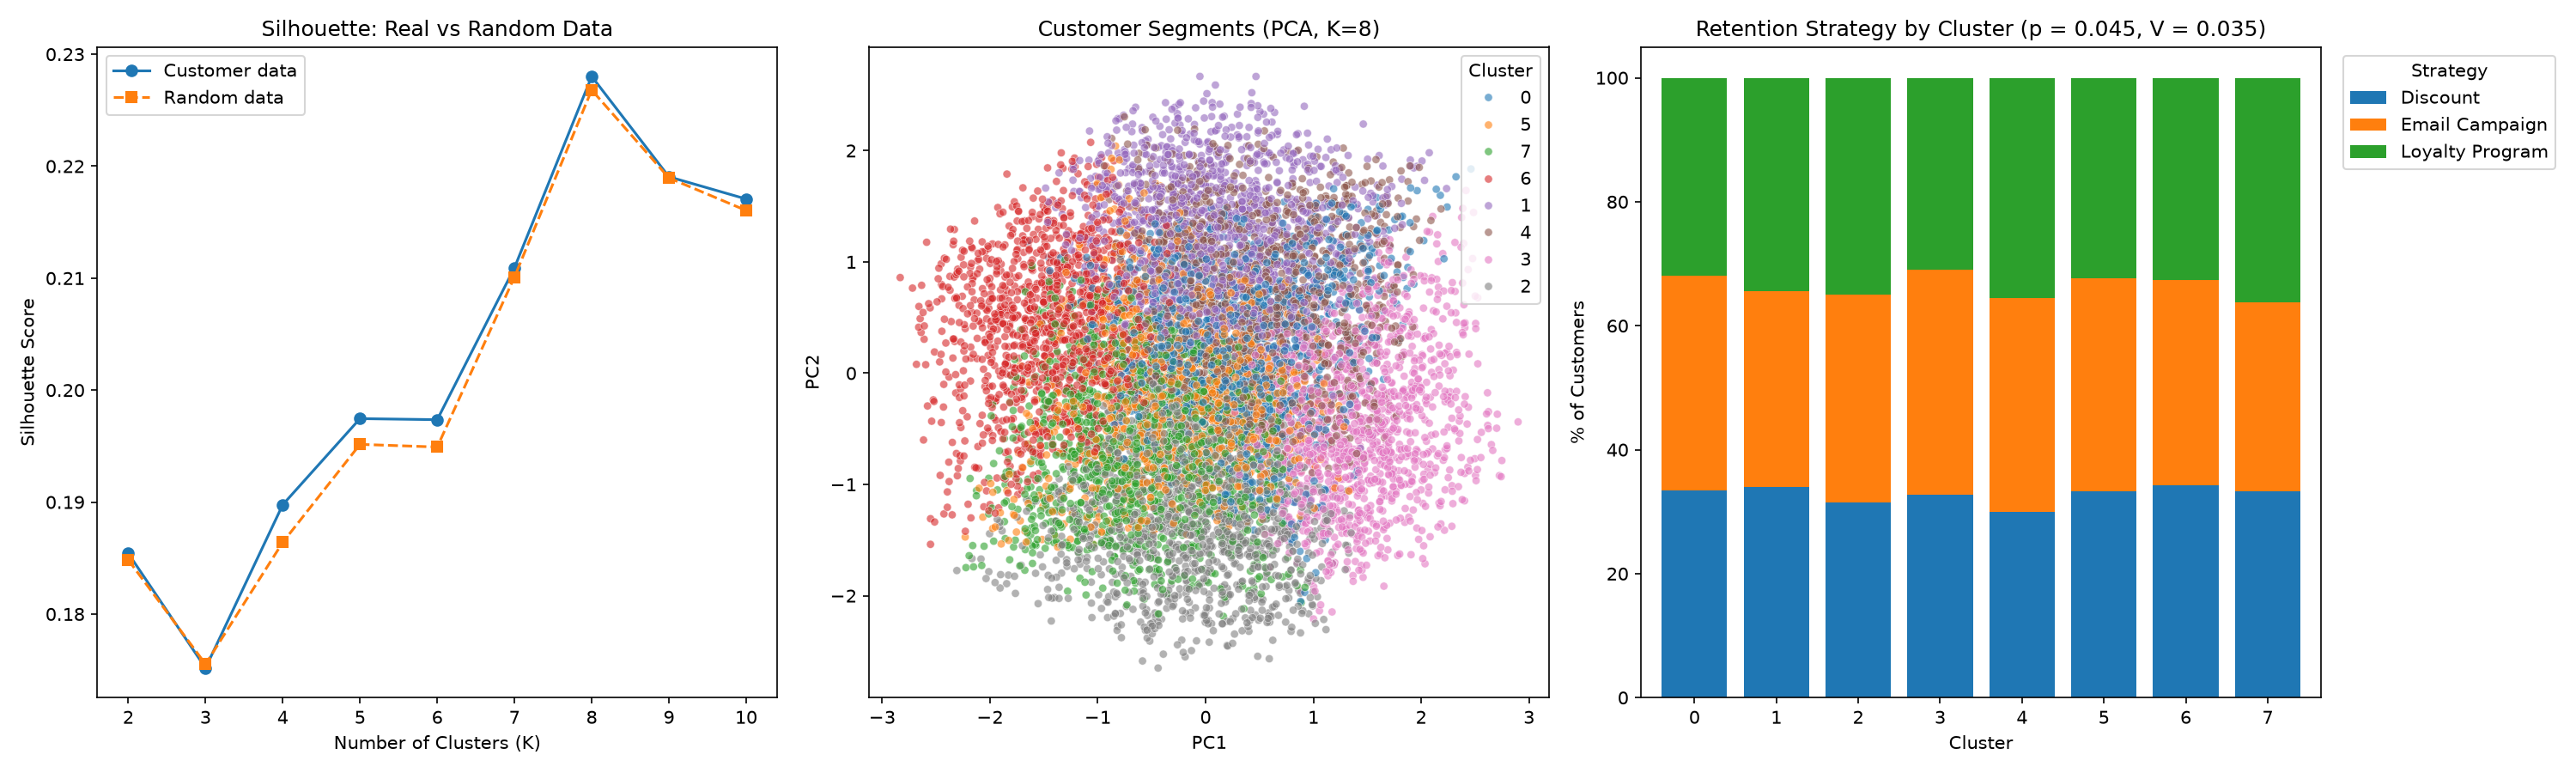 Silhouette: Real vs Random Data
Customer data
Random data
0.23
0.22
0.21
0.20
0.19
0.18
Silhouette Score
2 3 4 5 6 7 8 9 10
Number of Clusters (K)
Customer Segments (PCA, K=8)
Cluster
0
5
7
6
1
4
3
2
2
1
0
−1
−2
PC2
−3 −2 −1 0 1 2 3
PC1
Retention Strategy by Cluster (p = 0.045, V = 0.035)
100
80
60
40
20
0
% of Customers
0 1 2 3 4 5 6 7
Cluster
Strategy
Discount
Email Campaign
Loyalty Program